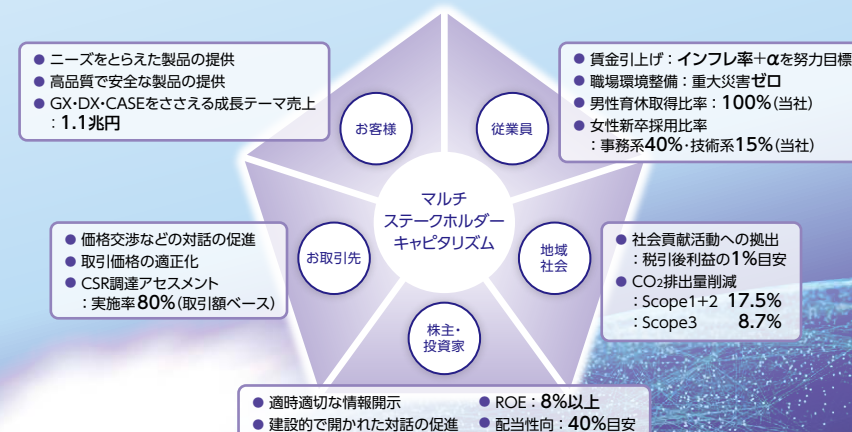 ● ニーズをとらえた製品の提供
● 高品質で安全な製品の提供
● GX・DX・CASEをささえる成長テーマ売上
：1.1兆円
● 賃金引上げ：インフレ率＋αを努力目標
● 職場環境整備：重大災害ゼロ
● 男性育休取得比率：100%(当社)
● 女性新卒採用比率
：事務系40%・技術系15%(当社)
お客様
従業員
マルチ
ステークホルダー
キャピタリズム
● 価格交渉などの対話の促進
● 取引価格の適正化
● CSR調達アセスメント
：実施率80%(取引額ベース)
お取引先
地域
社会
● 社会貢献活動への拠出
：税引後利益の1%目安
● CO₂排出量削減
：Scope1+2 17.5%
：Scope3 8.7%
株主・
投資家
● 適時適切な情報開示
● 建設的で開かれた対話の促進
● ROE：8%以上
● 配当性向：40%目安